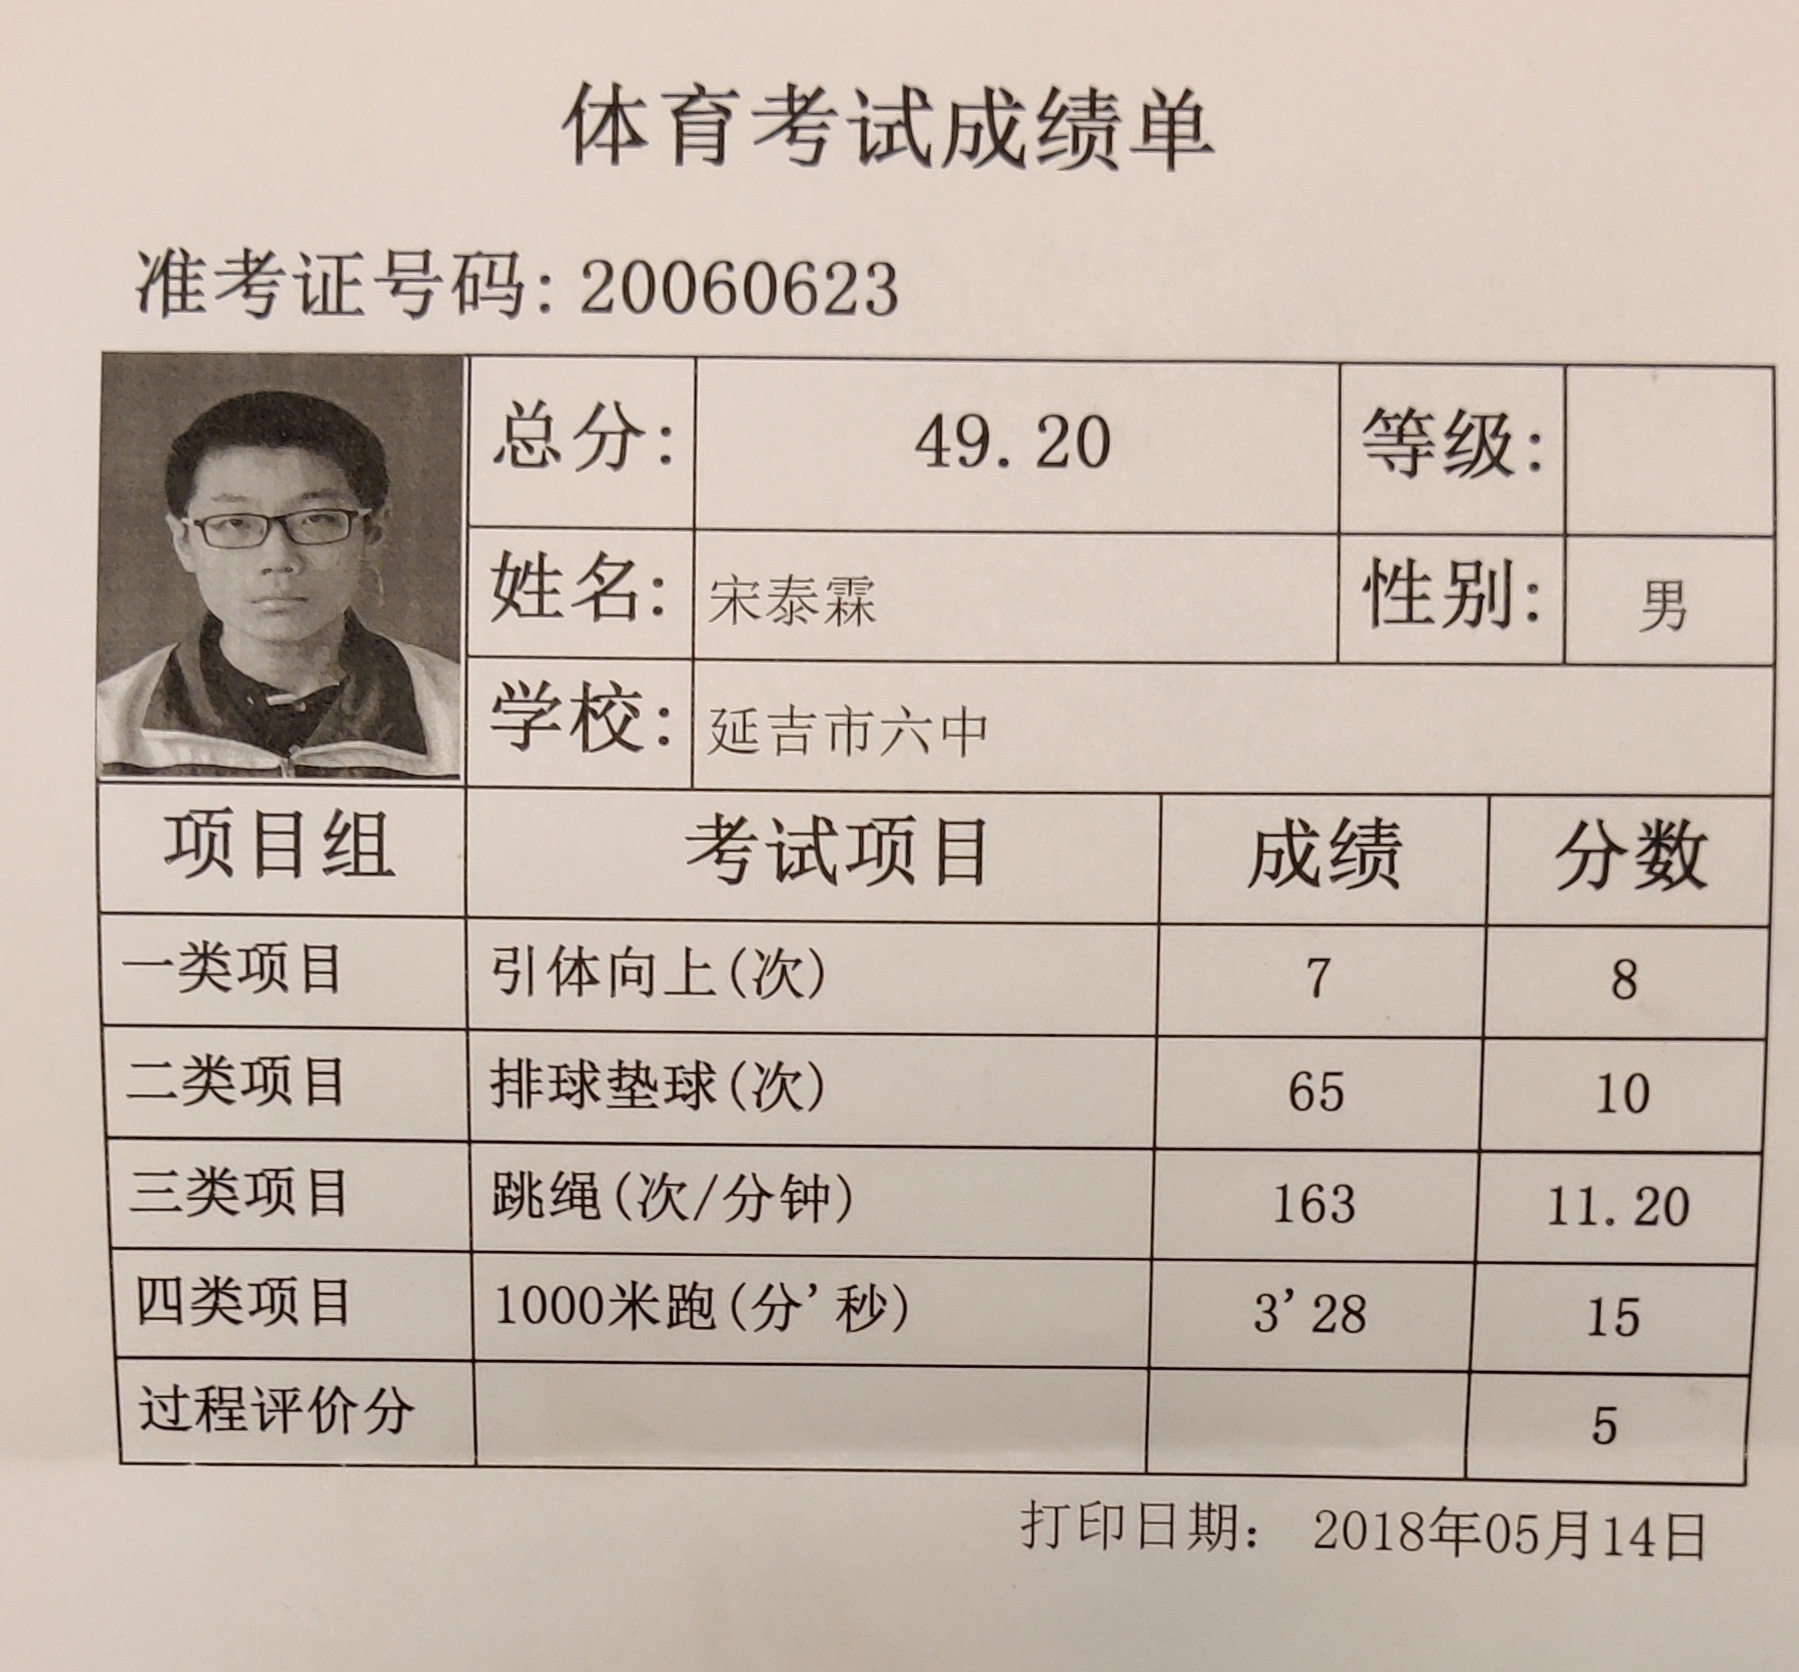 体育考试成绩单
准考证号码: 20060623
总分: 49.20 等级:
姓名: 宋泰霖 性别: 男
学校: 延吉市六中
项目组 考试项目 成绩 分数
一类项目 引体向上(次) 7 8
二类项目 排球垫球(次) 65 10
三类项目 跳绳(次/分钟) 163 11.20
四类项目 1000米跑(分'秒) 3'28 15
过程评价分 5
打印日期: 2018年05月14日